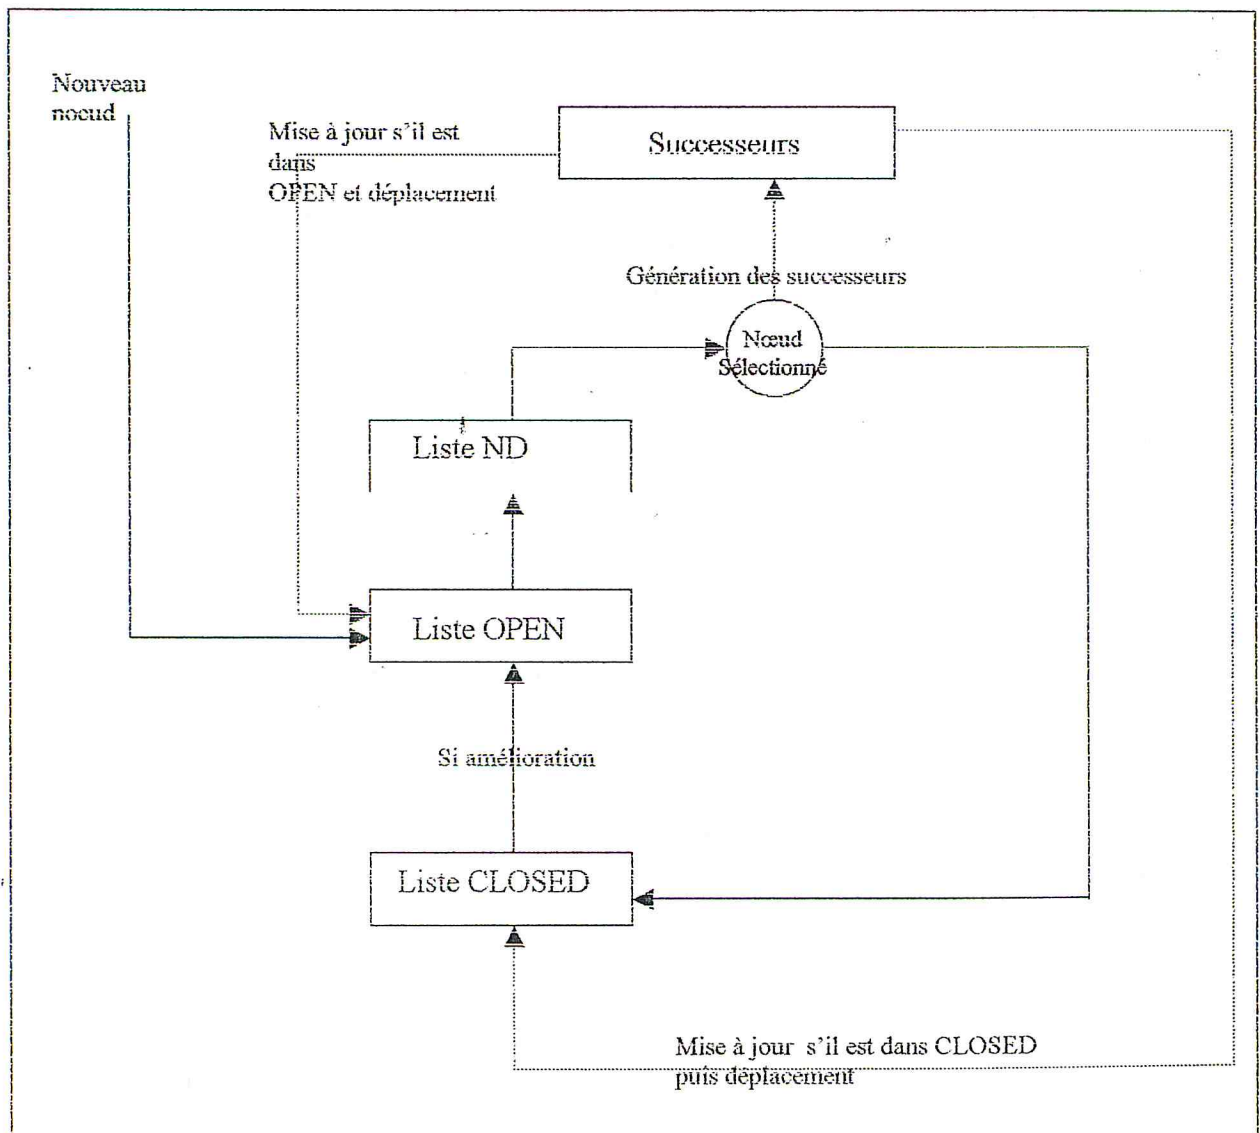 Nouveau
noeud
Mise à jour s'il est
dans
OPEN et déplacement
Successeurs
Génération des successeurs
Nœud
Sélectionné
Liste ND
Liste OPEN
Si amélioration
Liste CLOSED
Mise à jour s'il est dans CLOSED
puis déplacement